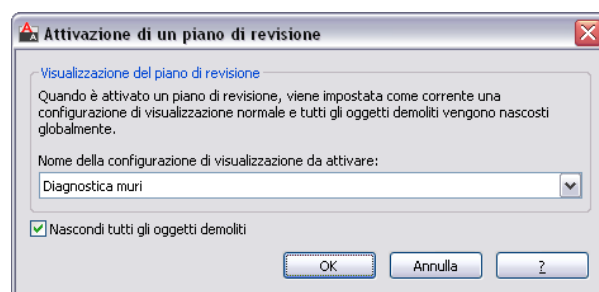 Attivazione di un piano di revisione
Visualizzazione del piano di revisione
Quando è attivato un piano di revisione, viene impostata come corrente una
configurazione di visualizzazione normale e tutti gli oggetti demoliti vengono nascosti
globalmente.
Nome della configurazione di visualizzazione da attivare:
Diagnostica muri
Nascondi tutti gli oggetti demoliti
OK Annulla ?